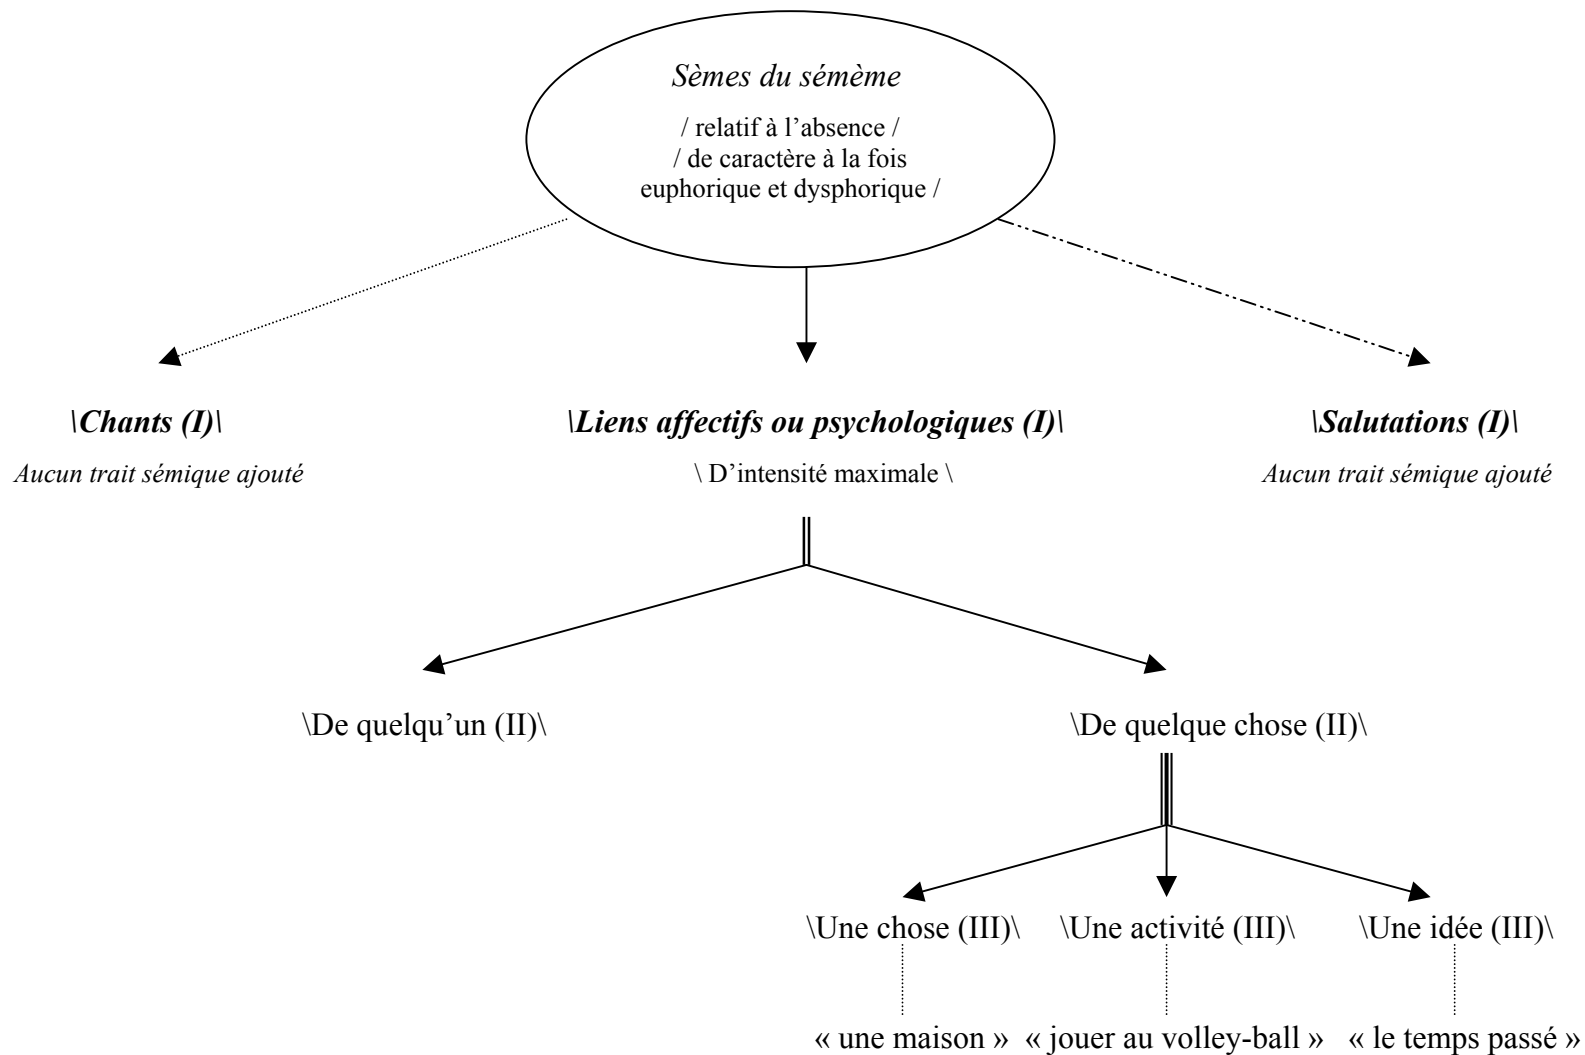 Sèmes du sémème
/ relatif à l’absence /
/ de caractère à la fois
euphorique et dysphorique /
\Chants (I)\
\Liens affectifs ou psychologiques (I)\
\Salutations (I)\
Aucun trait sémique ajouté
\ D’intensité maximale \
Aucun trait sémique ajouté
\De quelqu’un (II)\
\De quelque chose (II)\
\Une chose (III)\
\Une activité (III)\
\Une idée (III)\
« une maison »
« jouer au volley-ball »
« le temps passé »